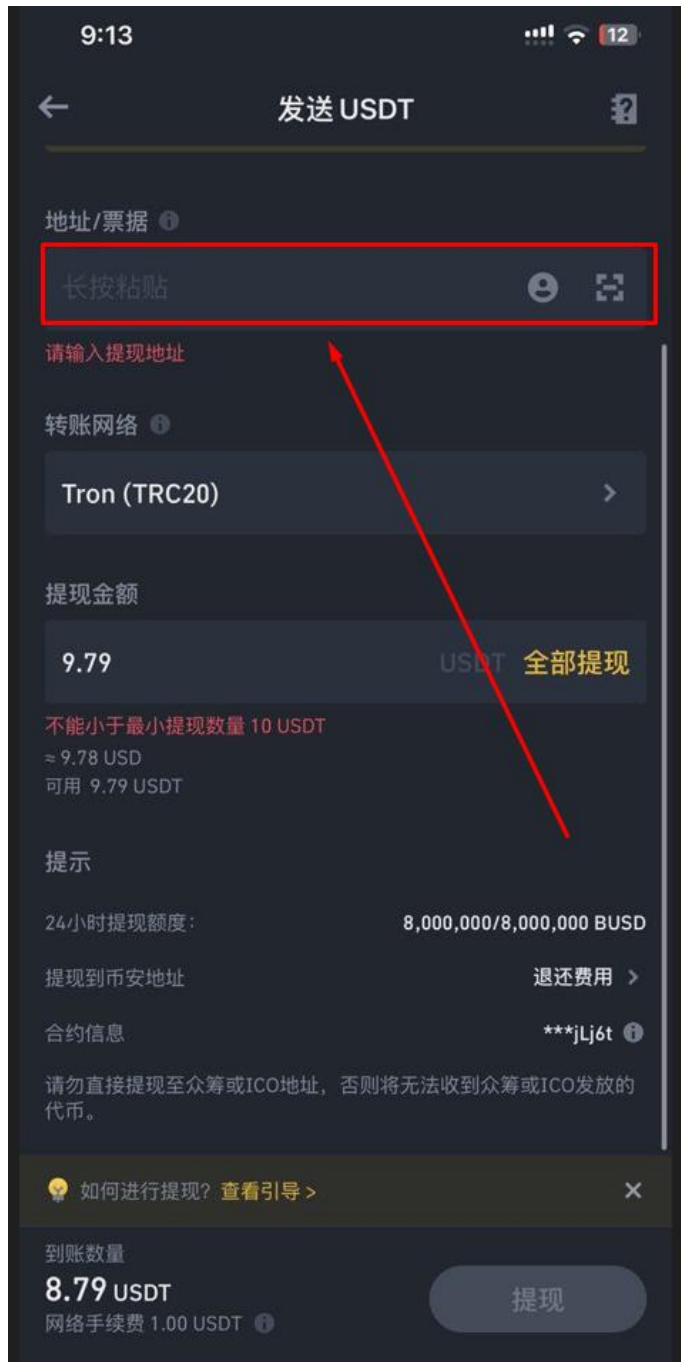 9:13
12
发送 USDT
地址/票据
长按粘贴
请输入提现地址
转账网络
Tron (TRC20)
提现金额
9.79 USDT 全部提现
不能小于最小提现数量 10 USDT
≈ 9.78 USD
可用 9.79 USDT
提示
24小时提现额度: 8,000,000/8,000,000 BUSD
提现到币安地址 退还费用 >
合约信息 ***jLj6t
请勿直接提现至众筹或ICO地址，否则将无法收到众筹或ICO发放的
代币。
如何进行提现? 查看引导 >
到账数量
8.79 USDT 提现
网络手续费 1.00 USDT